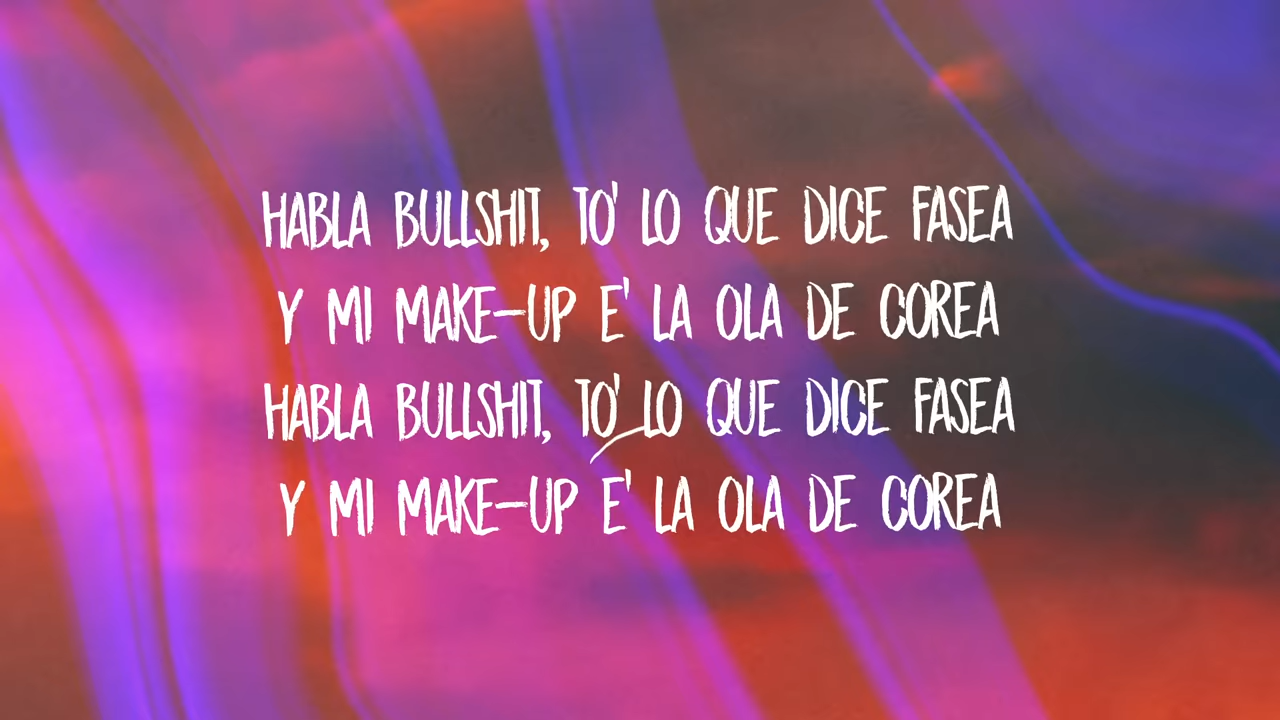 HABLA BULLSHIT, TO' LO QUE DICE FASEA
Y MI MAKE-UP E' LA OLA DE COREA
HABLA BULLSHIT, TO' LO QUE DICE FASEA
Y MI MAKE-UP E' LA OLA DE COREA